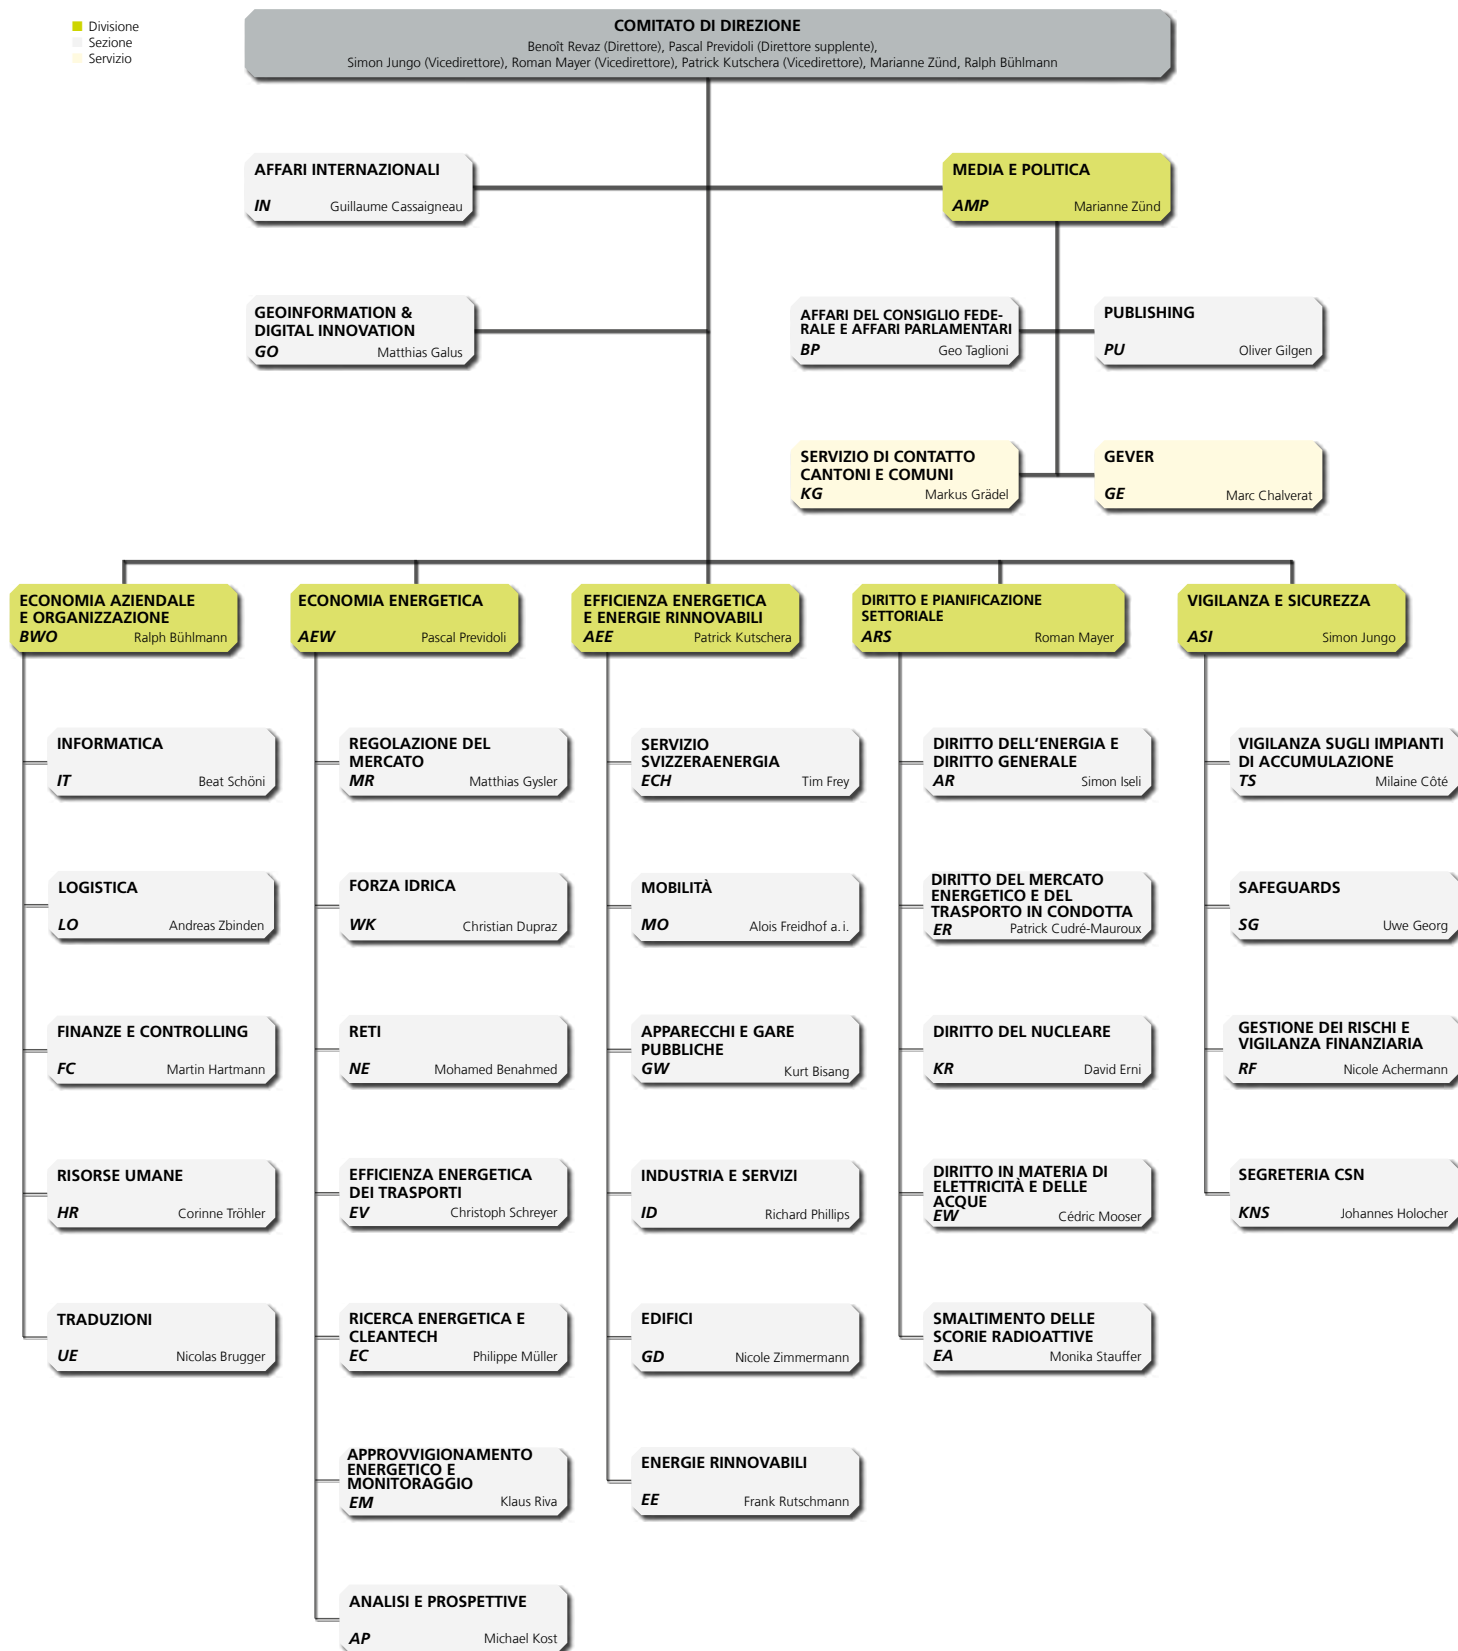 Divisione
Sezione
Servizio
COMITATO DI DIREZIONE
Benoît Revaz (Direttore), Pascal Previdoli (Direttore supplente),
Simon Jungo (Vicedirettore), Roman Mayer (Vicedirettore), Patrick Kutschera (Vicedirettore), Marianne Zünd, Ralph Bühlmann
AFFARI INTERNAZIONALI
IN Guillaume Cassaigneau
MEDIA E POLITICA
AMP Marianne Zünd
GEOINFORMATION &
DIGITAL INNOVATION
GO Matthias Galus
AFFARI DEL CONSIGLIO FEDE-
RALE E AFFARI PARLAMENTARI
BP Geo Taglioni
PUBLISHING
PU Oliver Gilgen
SERVIZIO DI CONTATTO
CANTONI E COMUNI
KG Markus Grädel
GEVER
GE Marc Chalverat
ECONOMIA AZIENDALE
E ORGANIZZAZIONE
BWO Ralph Bühlmann
INFORMATICA
IT Beat Schöni
LOGISTICA
LO Andreas Zbinden
FINANZE E CONTROLLING
FC Martin Hartmann
RISORSE UMANE
HR Corinne Tröhler
TRADUZIONI
UE Nicolas Brugger
ECONOMIA ENERGETICA
AEW Pascal Previdoli
REGOLAZIONE DEL
MERCATO
MR Matthias Gysler
FORZA IDRICA
WK Christian Dupraz
RETI
NE Mohamed Benahmed
EFFICIENZA ENERGETICA
DEI TRASPORTI
EV Christoph Schreyer
RICERCA ENERGETICA E
CLEANTECH
EC Philippe Müller
APPROVVIGIONAMENTO
ENERGETICO E
MONITORAGGIO
EM Klaus Riva
ANALISI E PROSPETTIVE
AP Michael Kost
EFFICIENZA ENERGETICA
E ENERGIE RINNOVABILI
AEE Patrick Kutschera
SERVIZIO
SVIZZERAENERGIA
ECH Tim Frey
MOBILITÀ
MO Alois Freidhof a. i.
APPARECCHI E GARE
PUBBLICHE
GW Kurt Bisang
INDUSTRIA E SERVIZI
ID Richard Phillips
EDIFICI
GD Nicole Zimmermann
ENERGIE RINNOVABILI
EE Frank Rutschmann
DIRITTO E PIANIFICAZIONE
SETTORIALE
ARS Roman Mayer
DIRITTO DELL'ENERGIA E
DIRITTO GENERALE
AR Simon Iseli
DIRITTO DEL MERCATO
ENERGETICO E DEL
TRASPORTO IN CONDOTTA
ER Patrick Cudré-Mauroux
DIRITTO DEL NUCLEARE
KR David Erni
DIRITTO IN MATERIA DI
ELETTRICITÀ E DELLE
ACQUE
EW Cédric Mooser
SMALTIMENTO DELLE
SCORIE RADIOATTIVE
EA Monika Stauffer
VIGILANZA E SICUREZZA
ASI Simon Jungo
VIGILANZA SUGLI IMPIANTI
DI ACCUMULAZIONE
TS Milaine Côté
SAFEGUARDS
SG Uwe Georg
GESTIONE DEI RISCHI E
VIGILANZA FINANZIARIA
RF Nicole Achermann
SEGRETERIA CSN
KNS Johannes Holocher